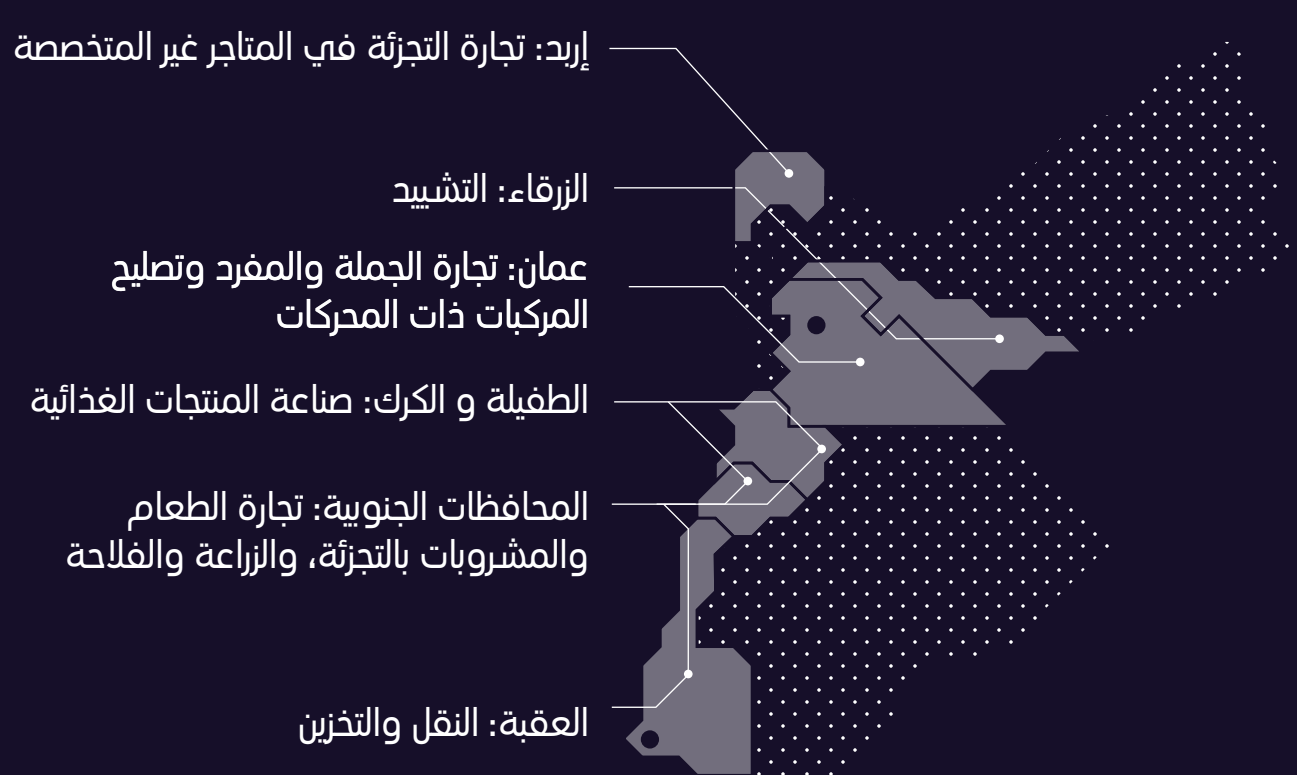 إربد: تجارة التجزئة في المتاجر غير المتخصصة
الزرقاء: التشييد
عمان: تجارة الجملة والمفرد وتصليح
المركبات ذات المحركات
الطفيلة و الكرك: صناعة المنتجات الغذائية
المحافظات الجنوبية: تجارة الطعام
والمشروبات بالتجزئة، والزراعة والفلاحة
العقبة: النقل والتخزين